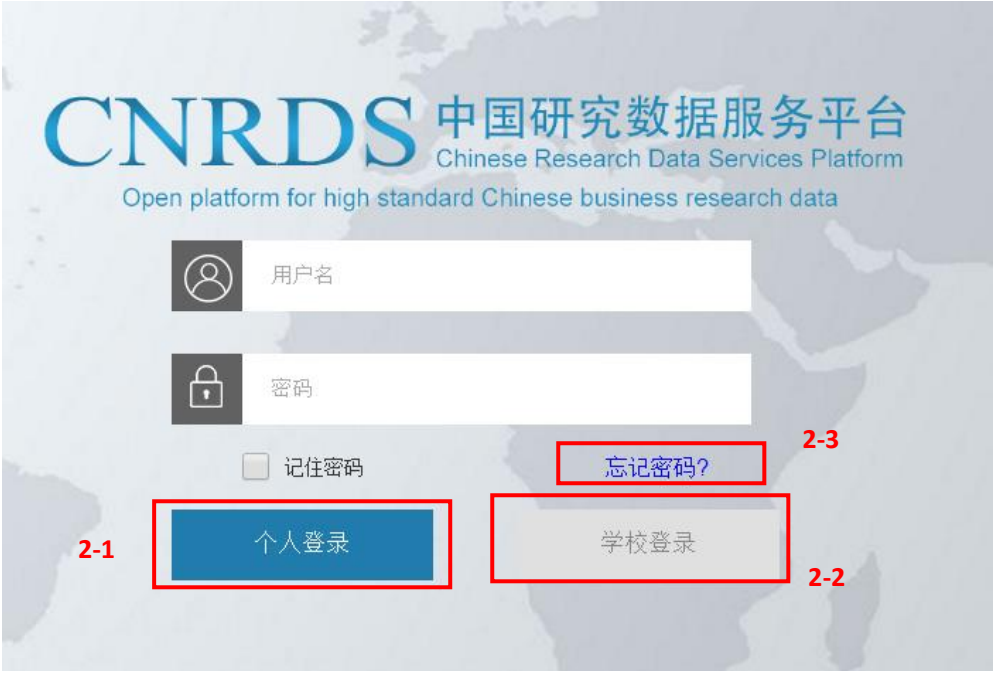 CNRDS 中国研究数据服务平台
Chinese Research Data Services Platform
Open platform for high standard Chinese business research data
用户名
密码
2-3
记住密码 忘记密码?
2-1 个人登录 学校登录
2-2